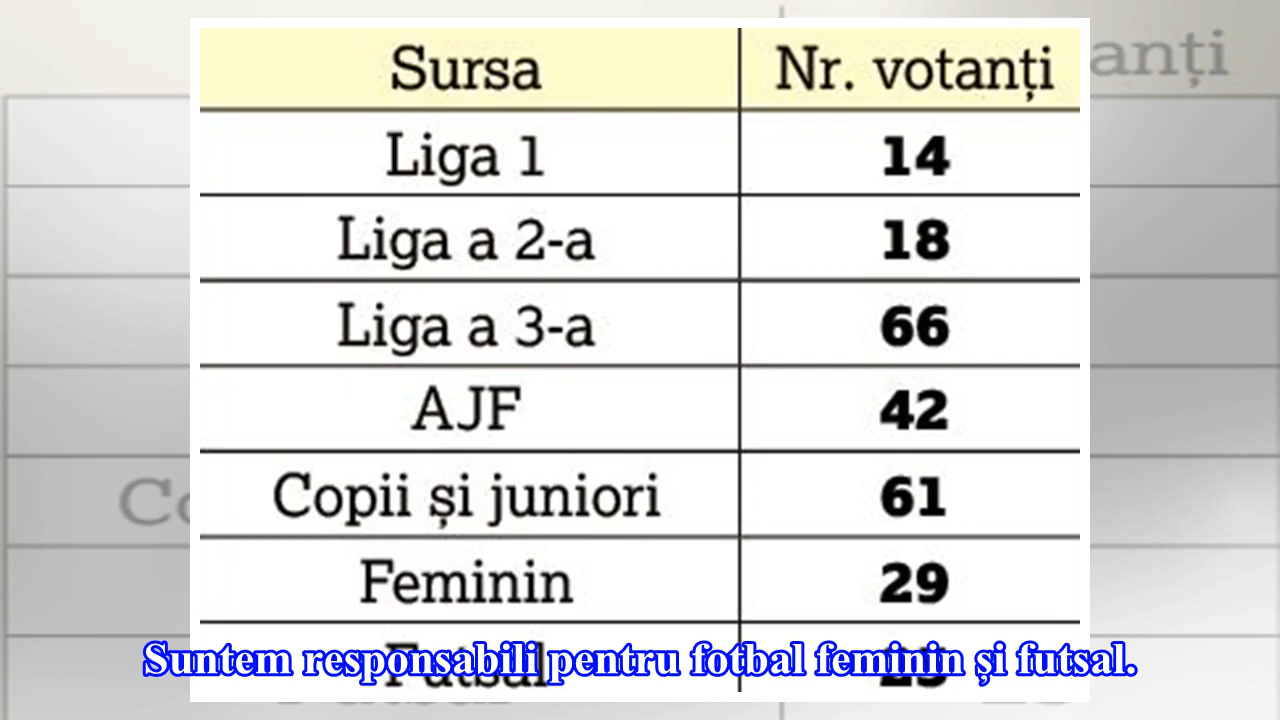 Sursa Nr. votanți
Liga 1 14
Liga a 2-a 18
Liga a 3-a 66
AJF 42
Copii și juniori 61
Feminin 29
Futsal
Suntem responsabili pentru fotbal feminin și futsal.